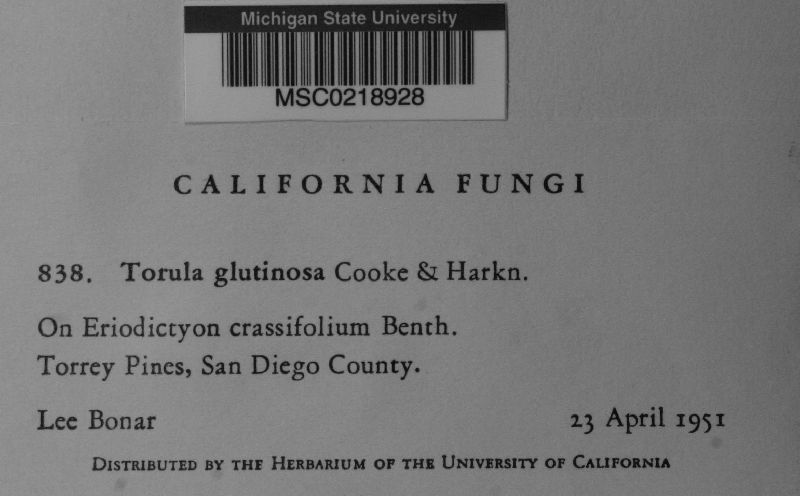 Michigan State University
MSC0218928
CALIFORNIA FUNGI
838. Torula glutinosa Cooke & Harkn.
On Eriodictyon crassifolium Benth.
Torrey Pines, San Diego County.
Lee Bonar 23 April 1951
DISTRIBUTED BY THE HERBARIUM OF THE UNIVERSITY OF CALIFORNIA